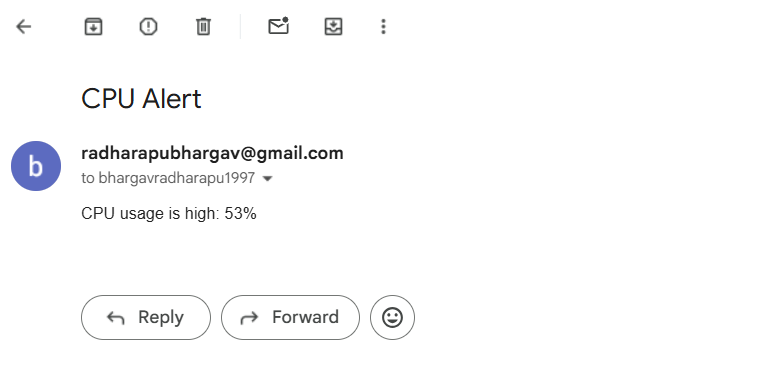 CPU Alert
b
radharapubhargav@gmail.com
to bhargavradharapu1997
CPU usage is high: 53%
Reply
Forward